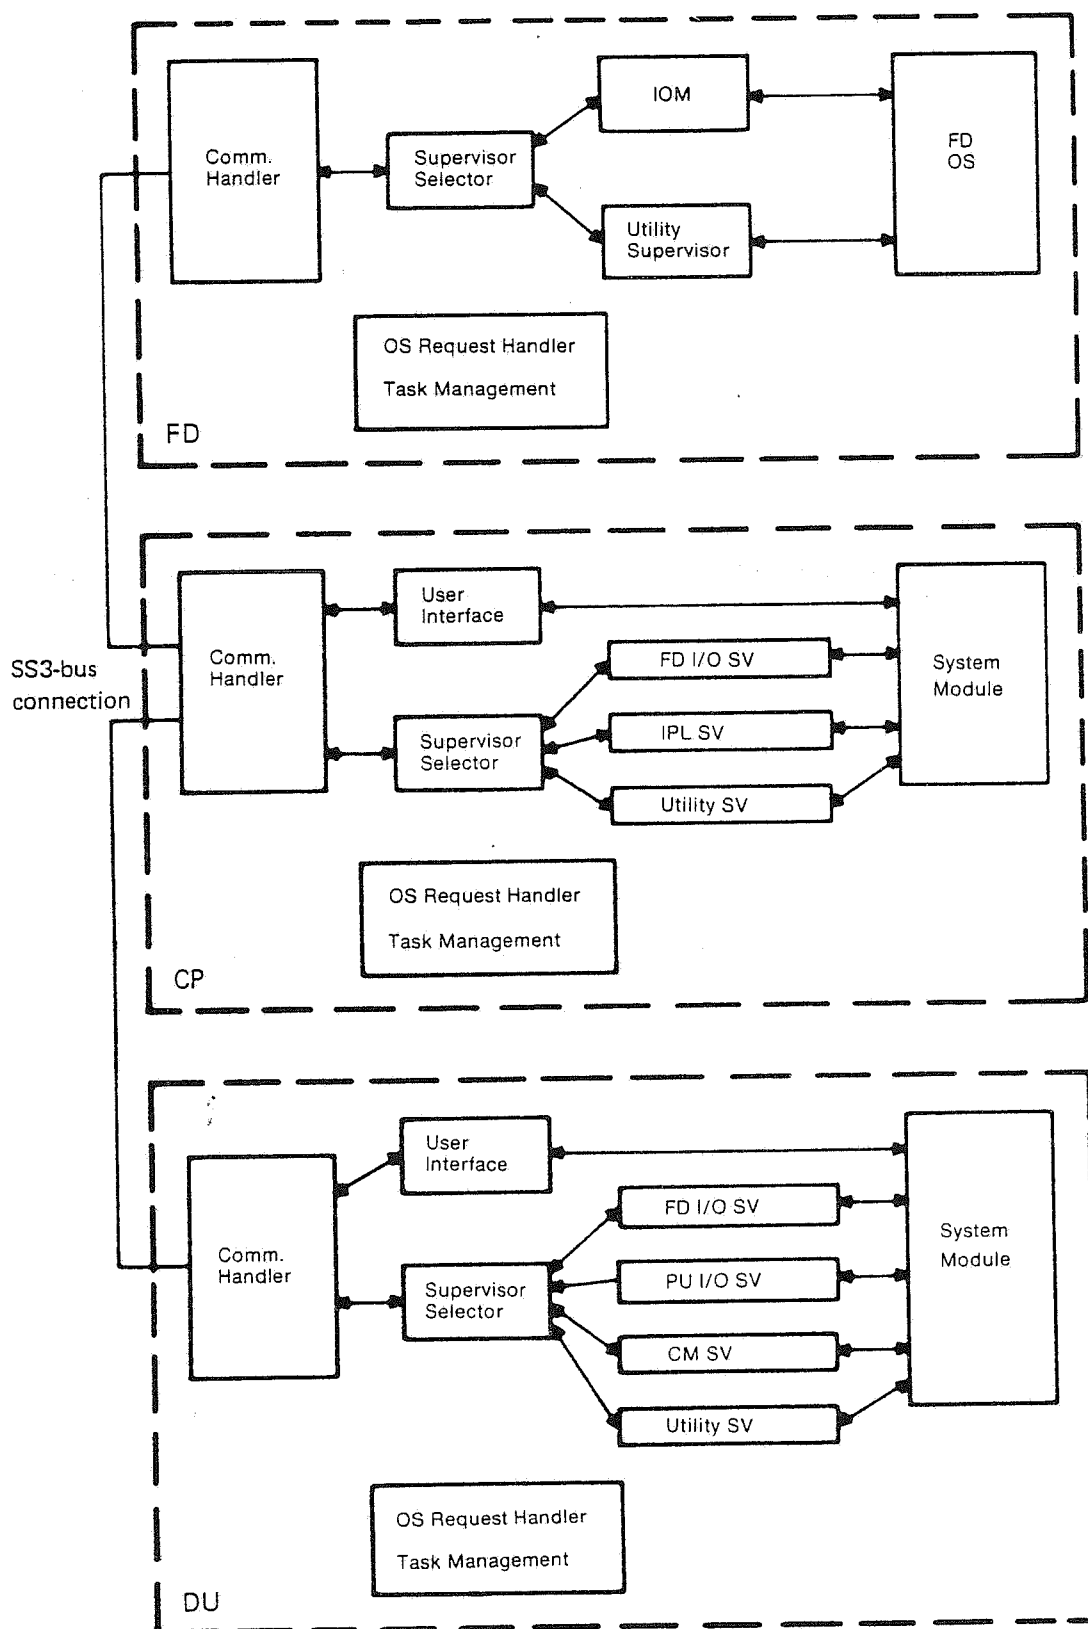 IOM
Comm.
Handler
Supervisor
Selector
FD
OS
Utility
Supervisor
OS Request Handler
Task Management
FD
SS3-bus
connection
User
Interface
Comm.
Handler
FD I/O SV
System
Module
IPL SV
Supervisor
Selector
Utility SV
OS Request Handler
Task Management
CP
User
Interface
Comm.
Handler
FD I/O SV
System
Module
PU I/O SV
Supervisor
Selector
CM SV
Utility SV
OS Request Handler
Task Management
DU